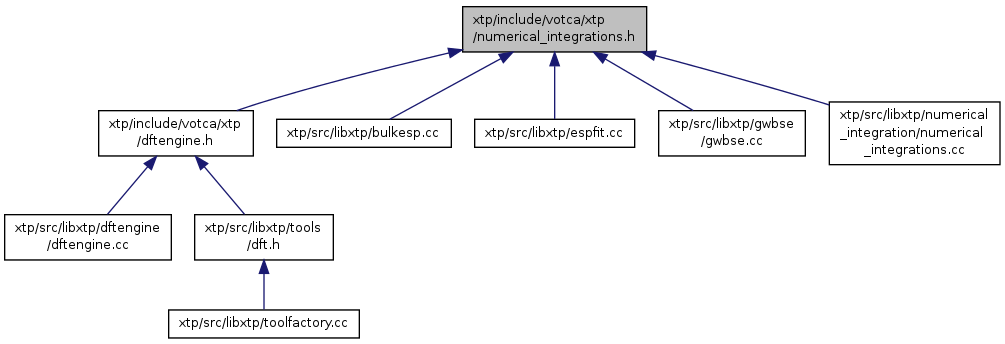 xtp/include/votca/xtp
/numerical_integrations.h
xtp/include/votca/xtp
/dftengine.h
xtp/src/libxtp/bulkesp.cc
xtp/src/libxtp/espfit.cc
xtp/src/libxtp/gwbse
/gwbse.cc
xtp/src/libxtp/numerical
_integration/numerical
_integrations.cc
xtp/src/libxtp/dftengine
/dftengine.cc
xtp/src/libxtp/tools
/dft.h
xtp/src/libxtp/toolfactory.cc